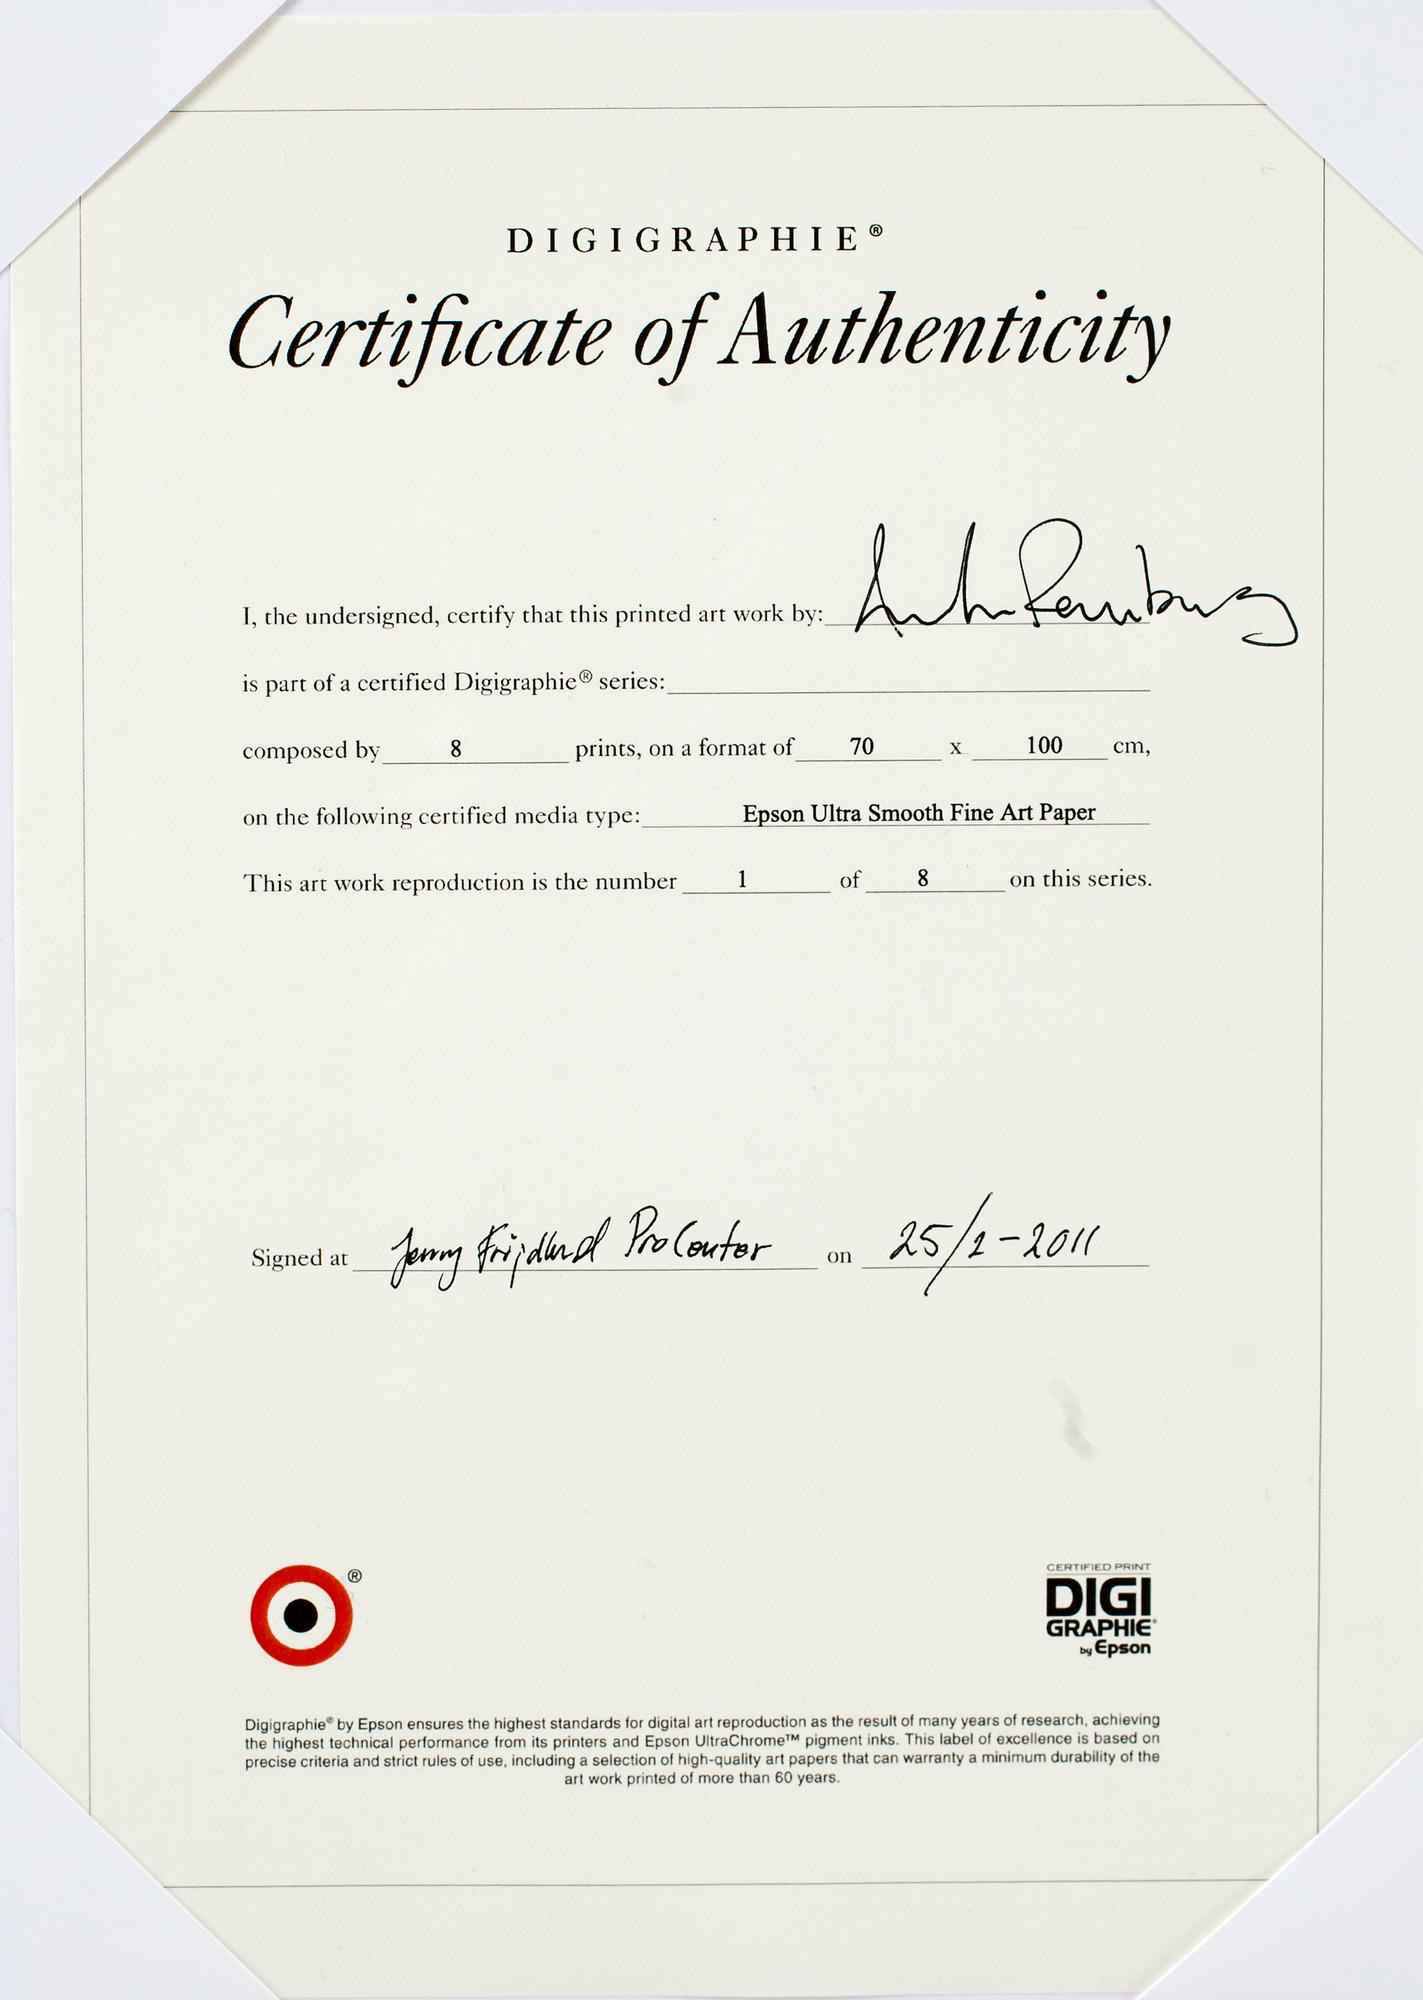 DIGIGRAPHIE®
Certificate of Authenticity
I, the undersigned, certify that this printed art work by:
is part of a certified Digigraphie® series:
composed by 8 prints, on a format of 70 x 100 cm,
on the following certified media type: Epson Ultra Smooth Fine Art Paper
This art work reproduction is the number 1 of 8 on this series.
Signed at Jenny ProCenter on 25/2-2011
®
CERTIFIED PRINT
DIGI
GRAPHIE®
by Epson
Digigraphie® by Epson ensures the highest standards for digital art reproduction as the result of many years of research, achieving
the highest technical performance from its printers and Epson UltraChrome™ pigment inks. This label of excellence is based on
precise criteria and strict rules of use, including a selection of high-quality art papers that can warranty a minimum durability of the
art work printed of more than 60 years.